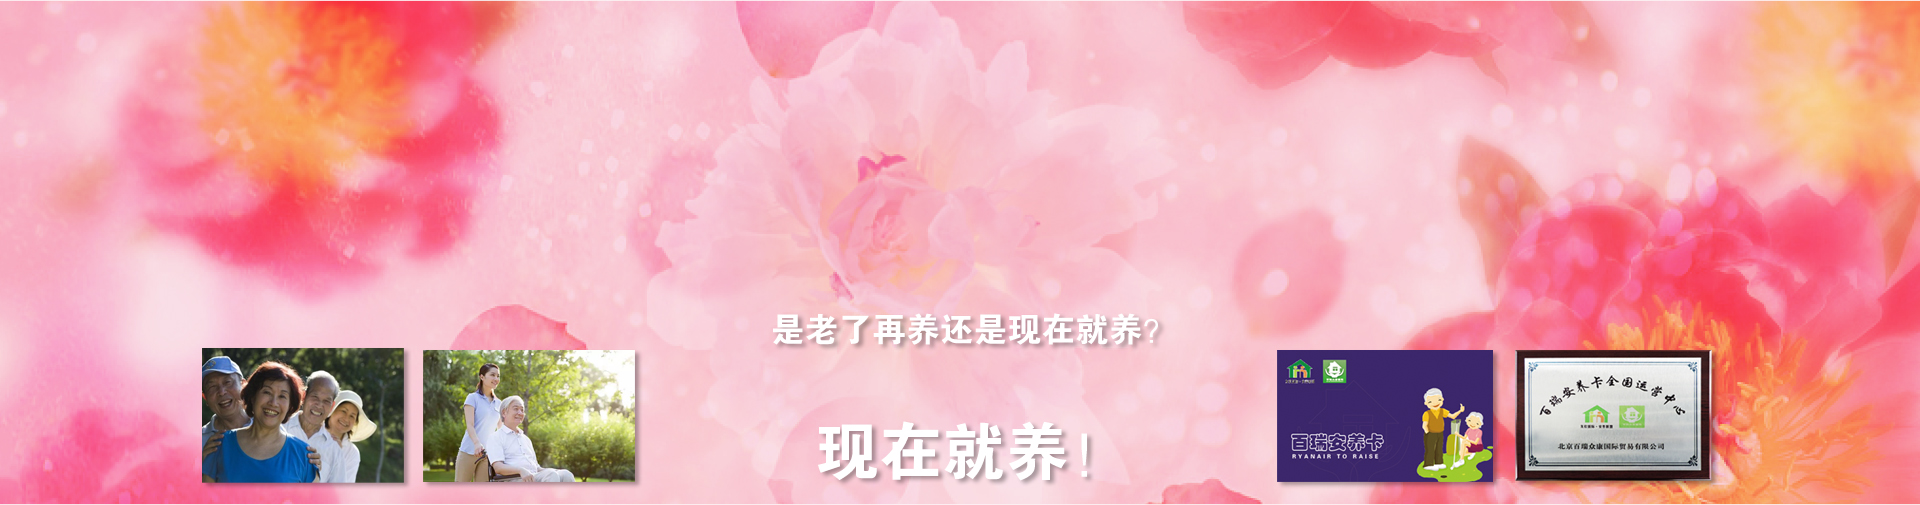 是老了再养还是现在就养?
现在就养!
百瑞安养卡
RYANAIR TO RAISE
百瑞安养卡全国运营中心
北京百瑞众康国际贸易有限公司